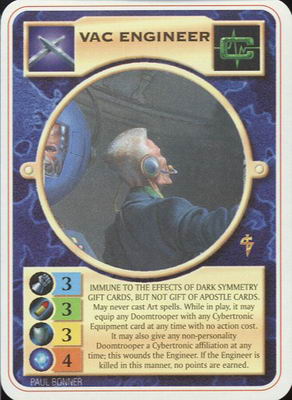 VAC ENGINEER
3
3
3
4
IMMUNE TO THE EFFECTS OF DARK SYMMETRY
GIFT CARDS, BUT NOT GIFT OF APOSTLE CARDS.
May never cast Art spells. While in play, it may
equip any Doomtrooper with any Cybertronic
Equipment card at any time with no action cost.
It may also give any non-personality
Doomtrooper a Cybertronic affiliation at any
time; this wounds the Engineer. If the Engineer is
killed in this manner, no points are earned.
PAUL BONNER